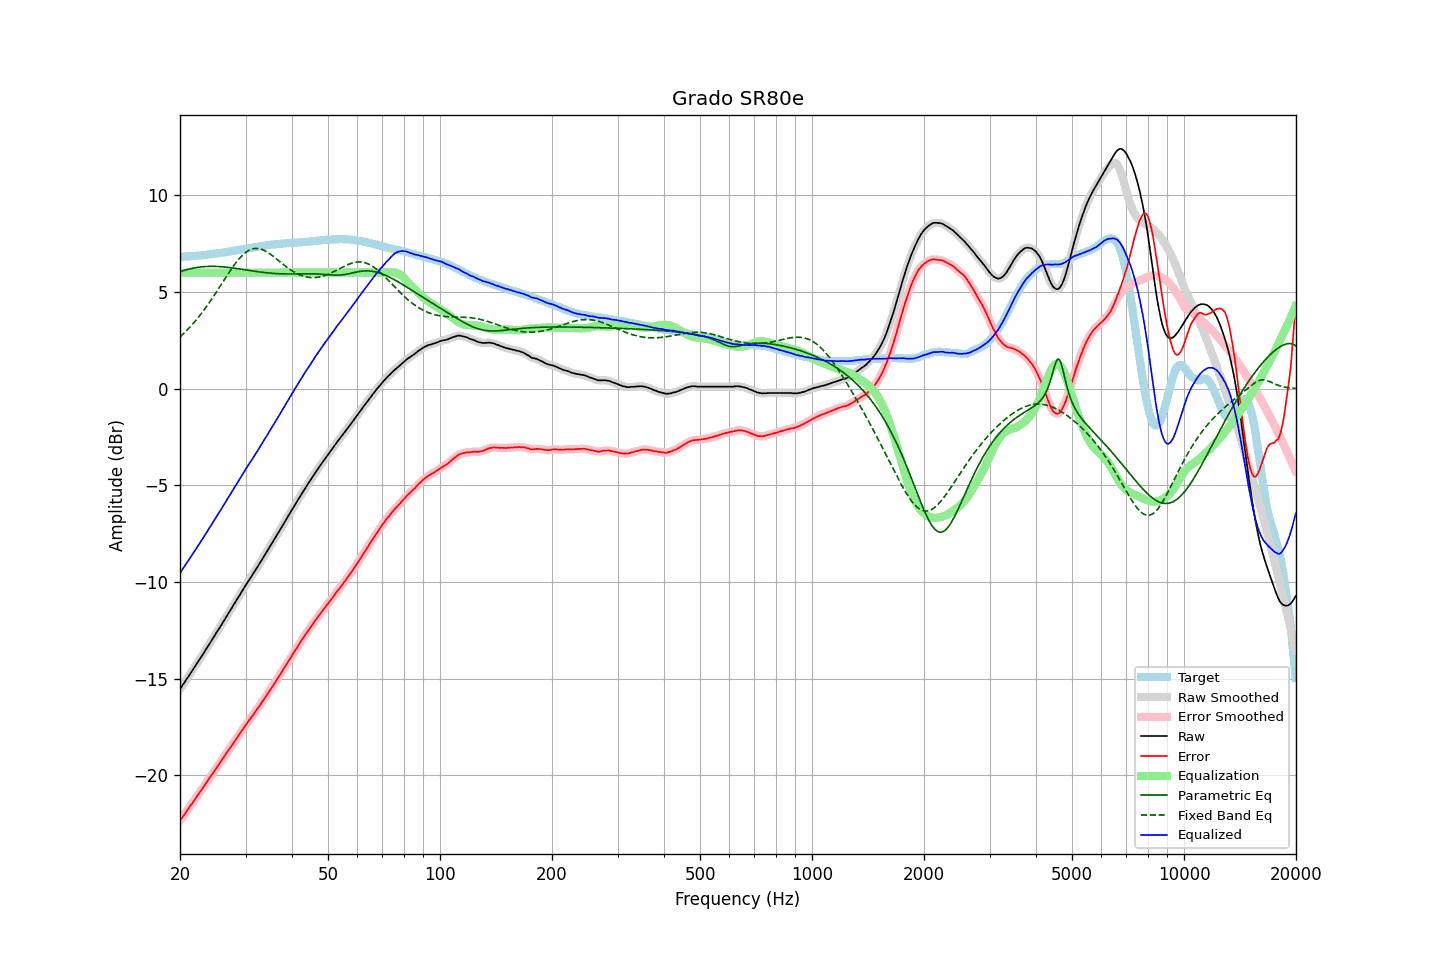 Grado SR80e
Amplitude (dBr)
10
5
0
−5
−10
−15
−20
20
50
100
200
500
1000
2000
5000
10000
20000
Frequency (Hz)
Target
Raw Smoothed
Error Smoothed
Raw
Error
Equalization
Parametric Eq
Fixed Band Eq
Equalized